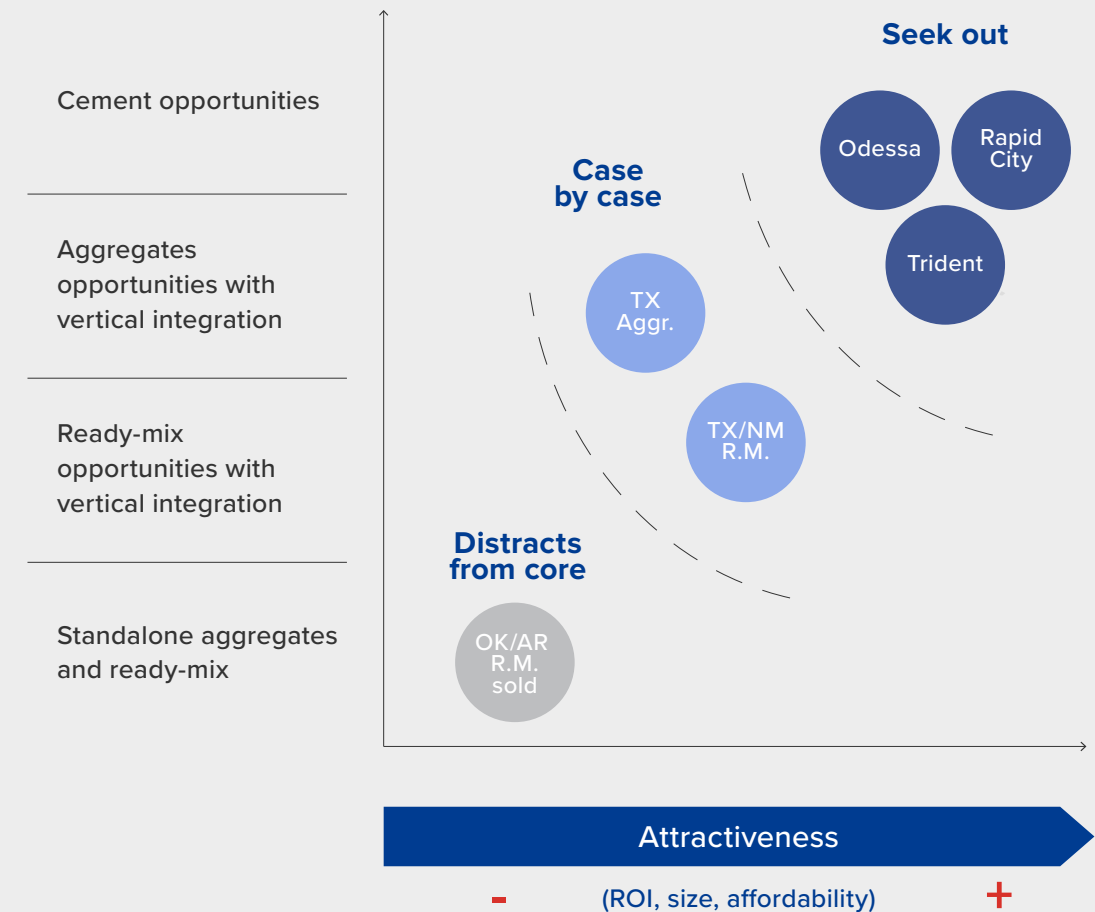 Seek out
Cement opportunities
Odessa
Rapid
City
Case
by case
Aggregates
opportunities with
vertical integration
Trident
TX
Aggr.
Ready-mix
opportunities with
vertical integration
TX/NM
R.M.
Distracts
from core
Standalone aggregates
and ready-mix
OK/AR
R.M.
sold
Attractiveness
- (ROI, size, affordability) +